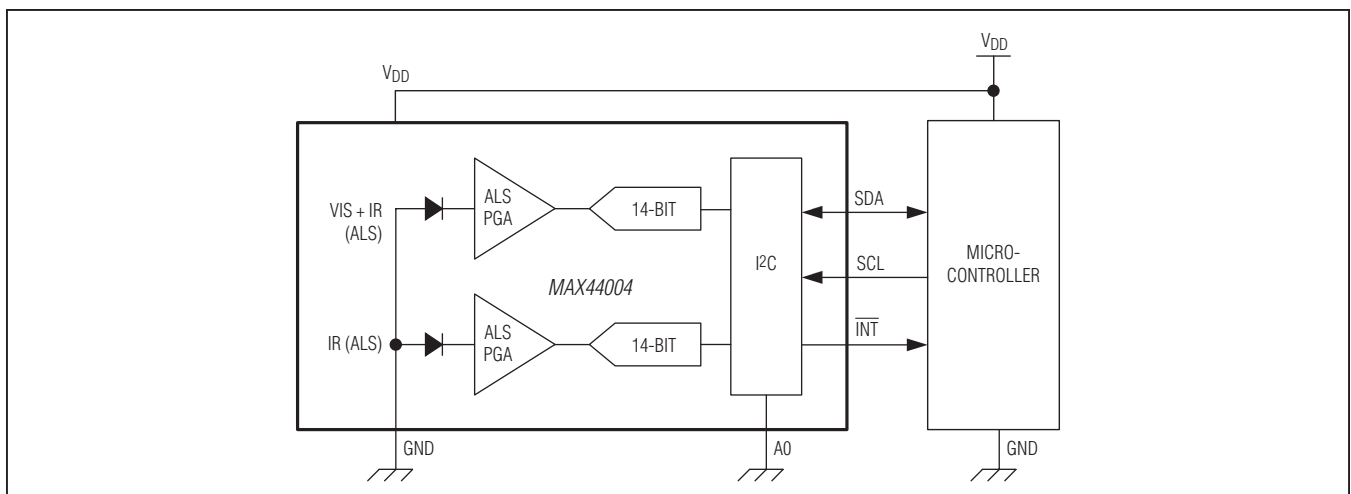 VDD
VDD
VIS + IR
(ALS)
ALS
PGA
14-BIT
SDA
I2C
MICRO-
CONTROLLER
SCL
MAX44004
IR (ALS)
ALS
PGA
14-BIT
INT
GND
A0
GND